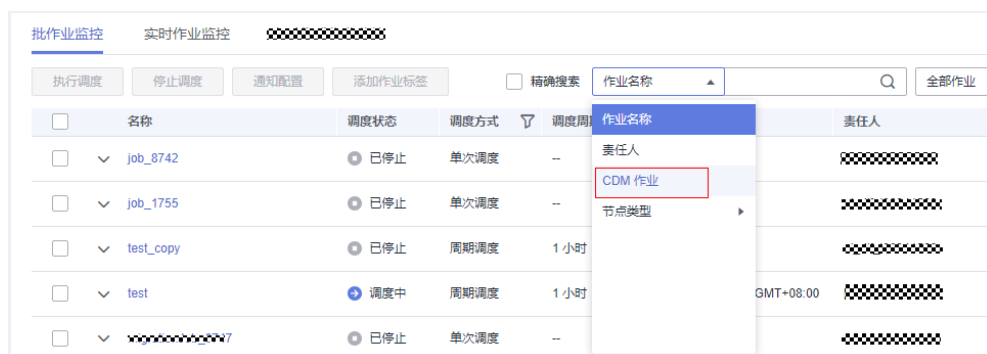 批作业监控 实时作业监控
执行调度 停止调度 通知配置 添加作业标签 精确搜索 作业名称 全部作业
名称 调度状态 调度方式 调度周 责任人
作业名称
责任人
CDM 作业
节点类型
job_8742 已停止 单次调度 --
job_1755 已停止 单次调度 --
test_copy 已停止 周期调度 1 小时
test 调度中 周期调度 1 小时 GMT+08:00
已停止 单次调度 --